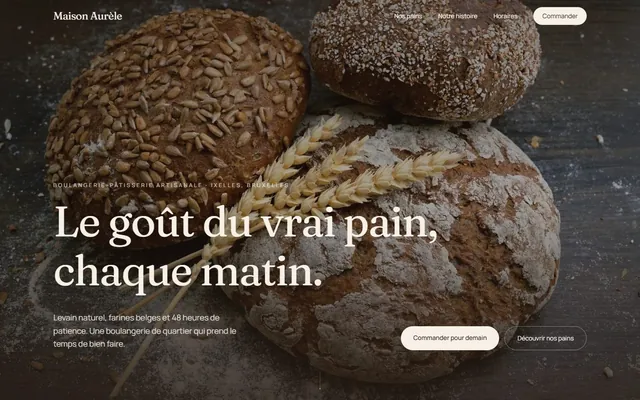 Maison Aurèle
Nos pains
Notre histoire
Horaires
Commander
BOULANGERIE-PÂTISSERIE ARTISANALE · IXELLES, BRUXELLES
Le goût du vrai pain,
chaque matin.
Levain naturel, farines belges et 48 heures de
patience. Une boulangerie de quartier qui prend le
temps de bien faire.
Commander pour demain
Découvrir nos pains